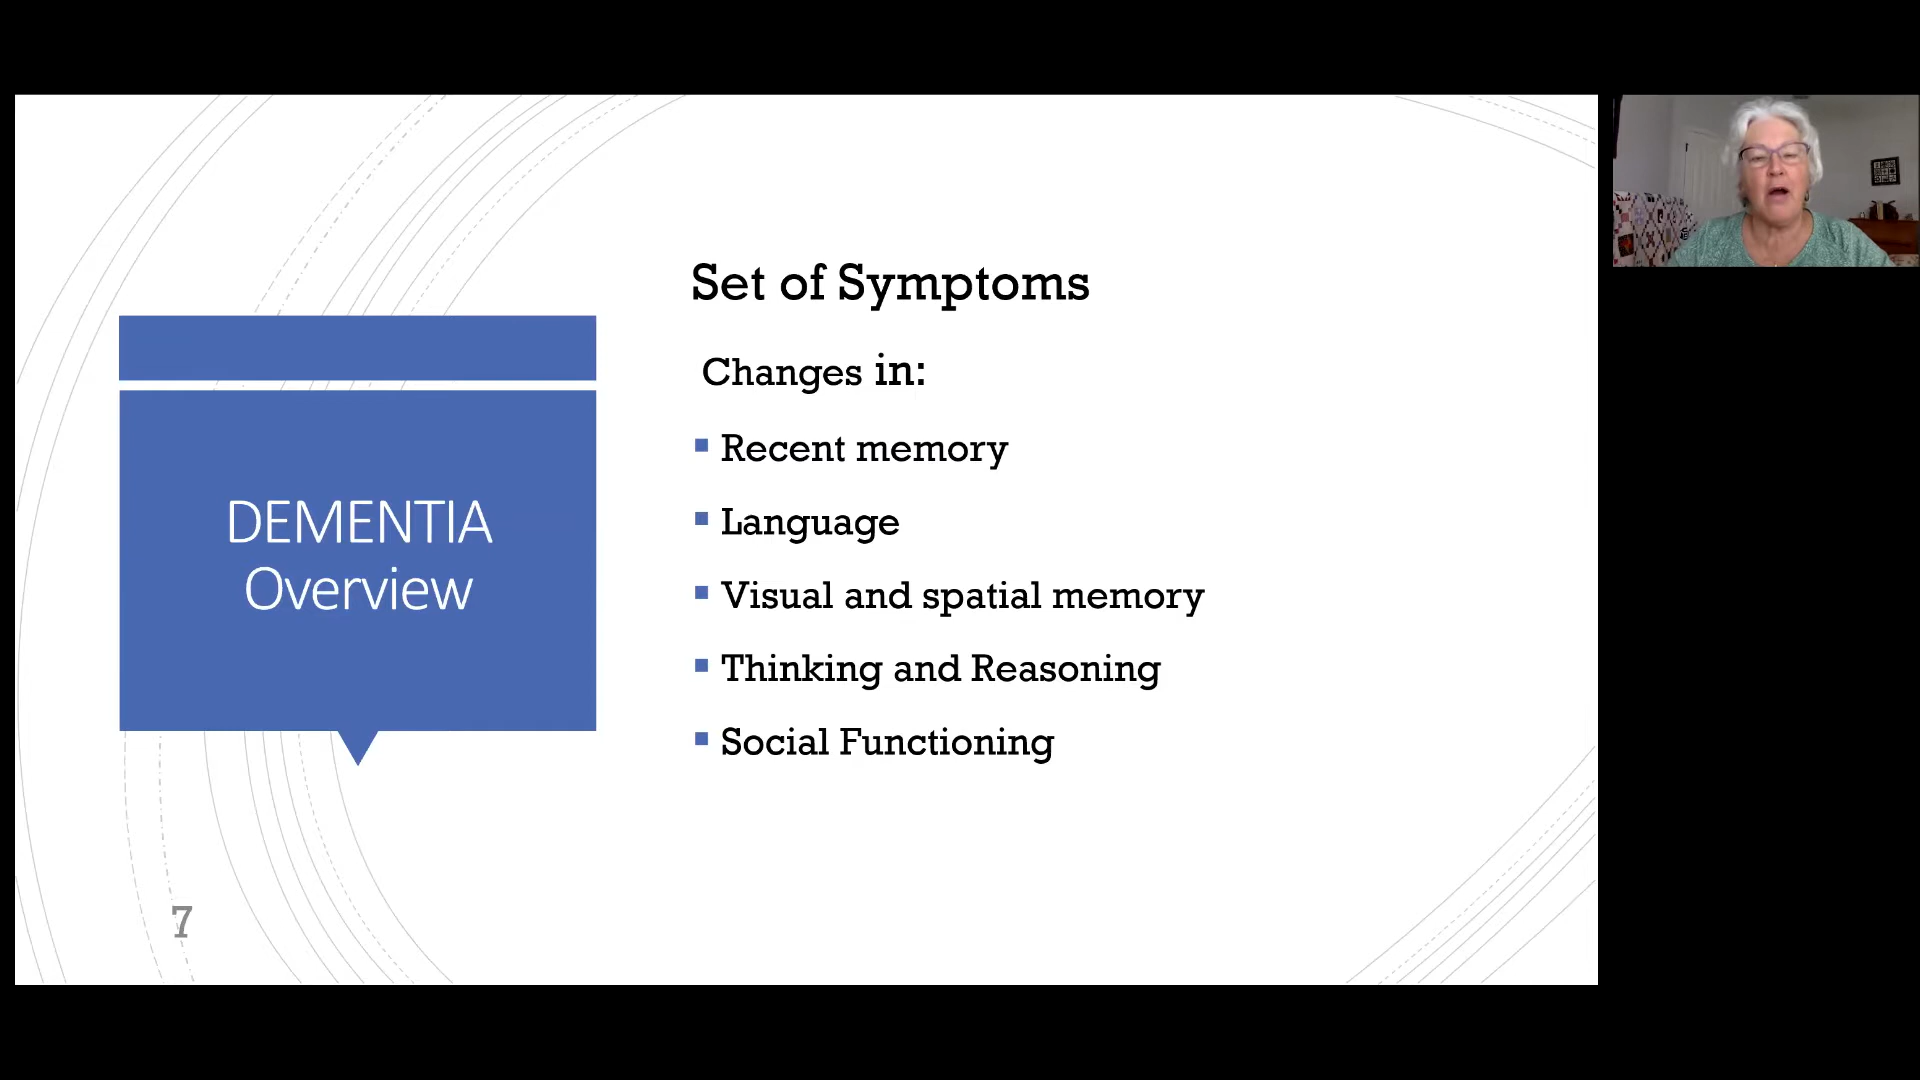 DEMENTIA
Overview
Set of Symptoms
Changes in:
Recent memory
Language
Visual and spatial memory
Thinking and Reasoning
Social Functioning
7